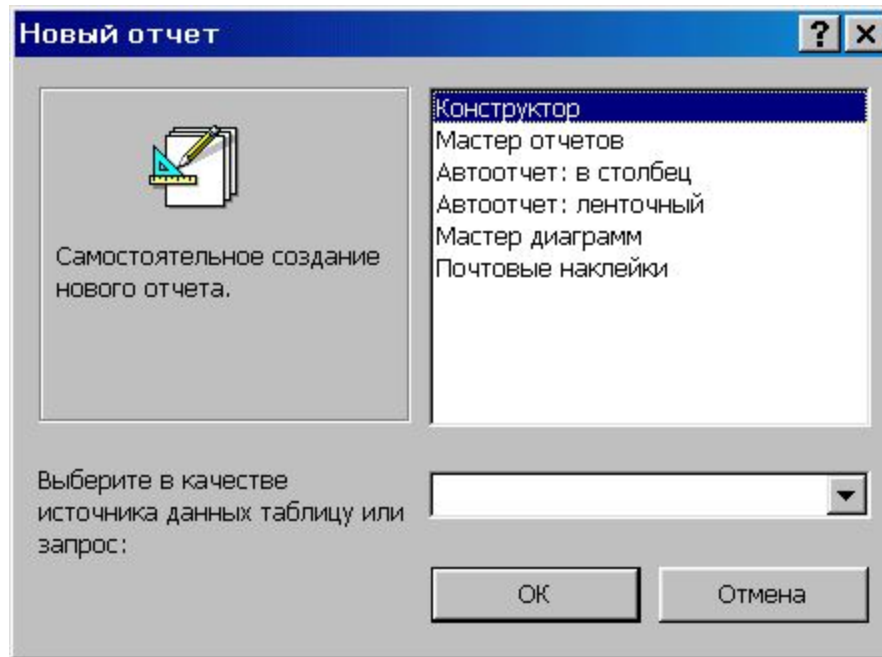 Новый отчет
Конструктор
Мастер отчетов
Автоотчет: в столбец
Автоотчет: ленточный
Мастер диаграмм
Почтовые наклейки
Самостоятельное создание
нового отчета.
Выберите в качестве
источника данных таблицу или
запрос:
ОК
Отмена